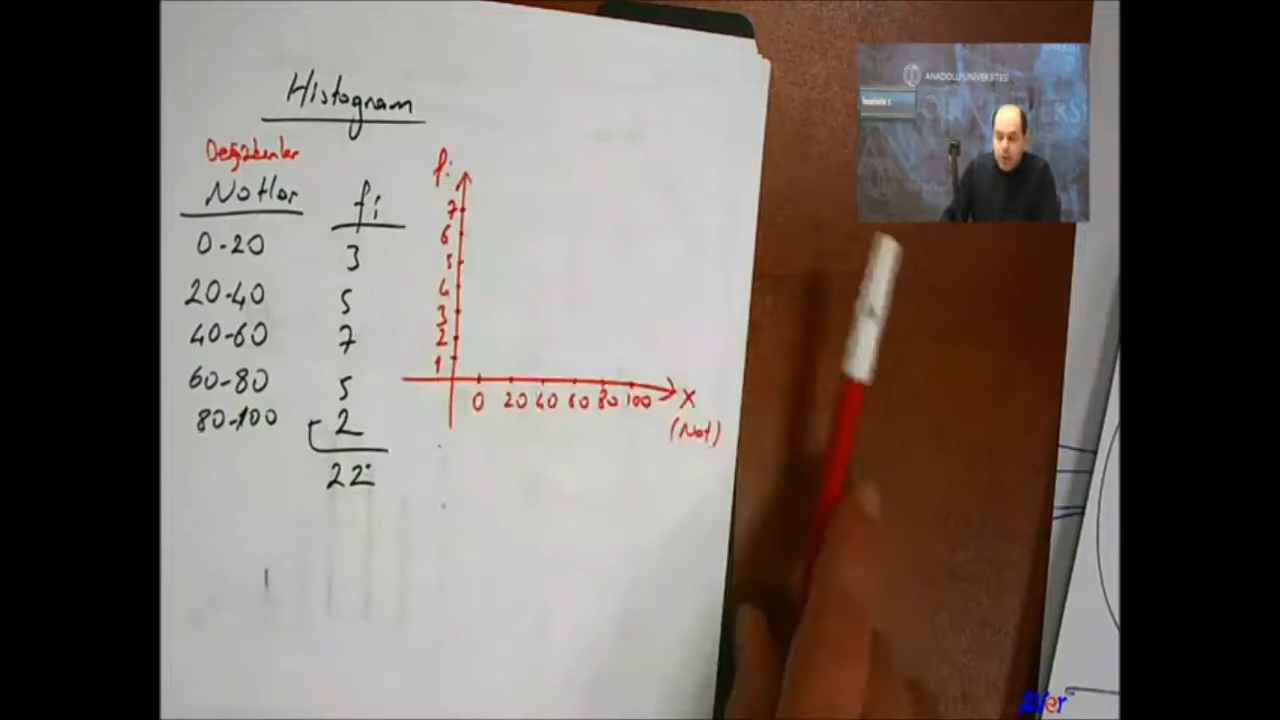 Histogram
Değişkenler
Notlar fi
0-20 3
20-40 5
40-60 7
60-80 5
80-100 2
22
fi
7
6
5
4
3
2
1
0 20 40 60 80 100 X
(Not)
ANADOLU ÜNİVERSİTESİ
İstatistik 1
AVer